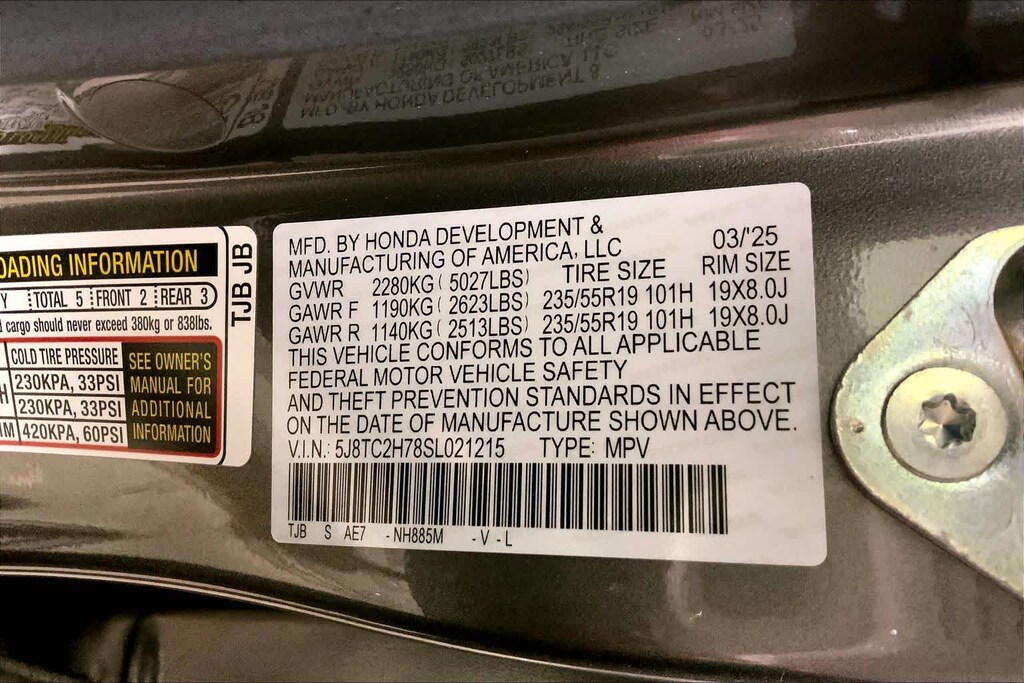 MFD. BY HONDA DEVELOPMENT &
MANUFACTURING OF AMERICA, LLC 03/'25
GVWR 2280KG ( 5027LBS) TIRE SIZE RIM SIZE
GAWR F 1190KG ( 2623LBS) 235/55R19 101H 19X8.0J
GAWR R 1140KG ( 2513LBS) 235/55R19 101H 19X8.0J
THIS VEHICLE CONFORMS TO ALL APPLICABLE
FEDERAL MOTOR VEHICLE SAFETY
AND THEFT PREVENTION STANDARDS IN EFFECT
ON THE DATE OF MANUFACTURE SHOWN ABOVE.
V.I.N.: 5J8TC2H78SL021215 TYPE: MPV
TJB S AE7 - NH885M - V - L
OADING INFORMATION
Y TOTAL 5 FRONT 2 REAR 3
d cargo should never exceed 380kg or 838lbs.
COLD TIRE PRESSURE
H 230KPA, 33PSI
230KPA, 33PSI
M 420KPA, 60PSI
SEE OWNER'S
MANUAL FOR
ADDITIONAL
INFORMATION
TJB JB